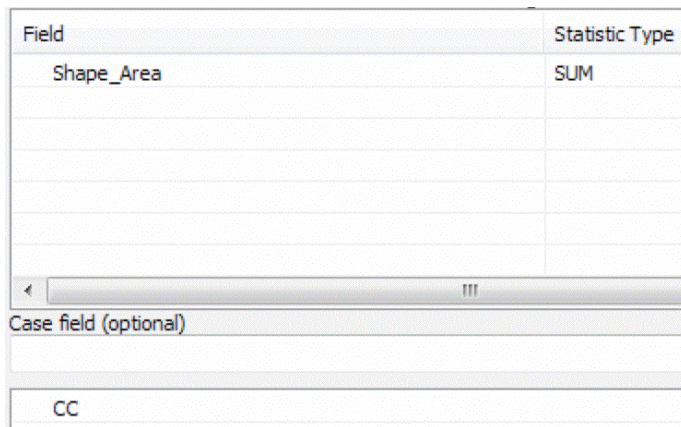 Field Statistic Type
Shape_Area SUM
Case field (optional)
CC